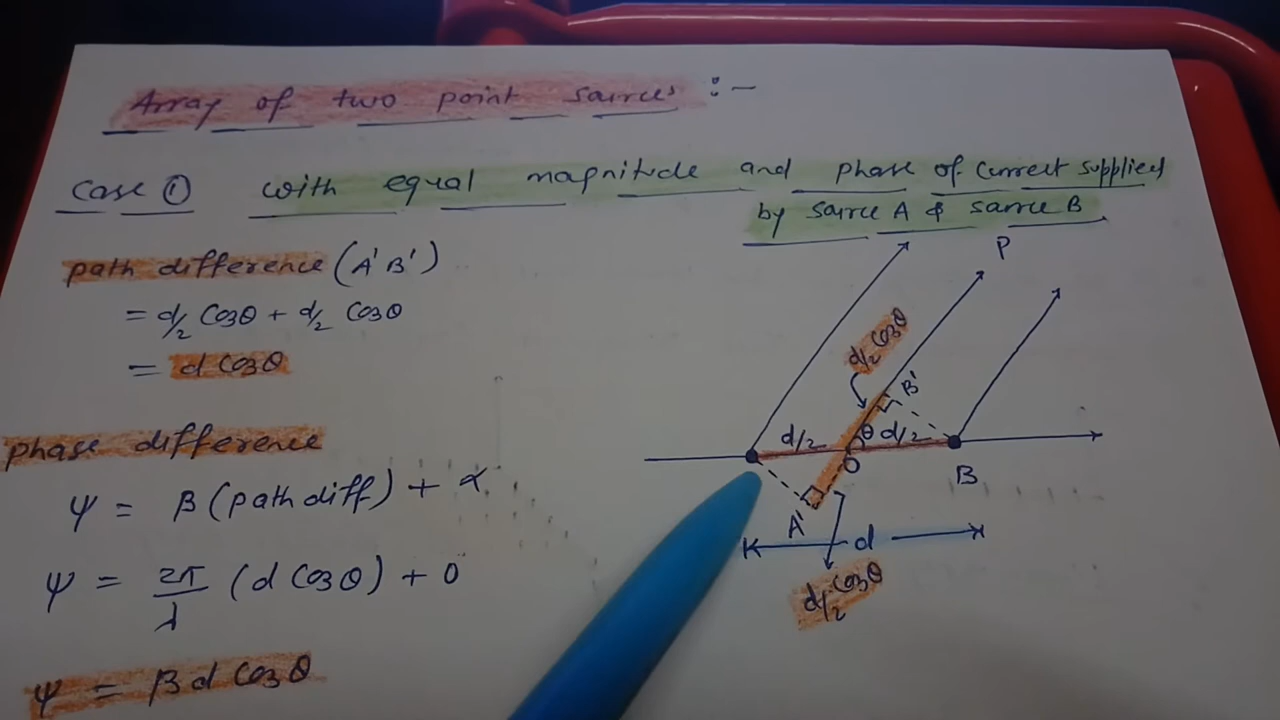 Array of two point sources :-
Case ① with equal magnitude and phase of current supplied
by source A & source B
path difference (A'B')
= d/2 Cosθ + d/2 Cosθ
= d Cosθ
phase difference
ψ = β (path diff) + α
ψ = 2π/λ (d Cosθ) + 0
ψ = β d Cosθ
P
d/2 Cosθ
B'
d/2 θ d/2
O
B
A'
d
d/2 Cosθ